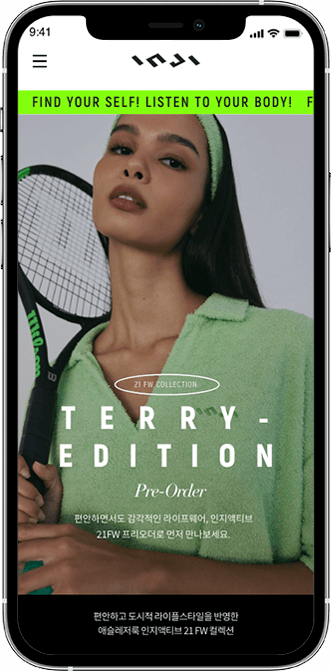 9:41
FIND YOUR SELF! LISTEN TO YOUR BODY! F
Wilson
21 FW COLLECTION
TERRY-
EDITION
Pre-Order
편안하면서도 감각적인 라이프웨어, 인지액티브
21FW 프리오더로 먼저 만나보세요.
편안하고 도시적 라이플스타일을 반영한
애슬레저룩 인지액티브 21 FW 컬렉션